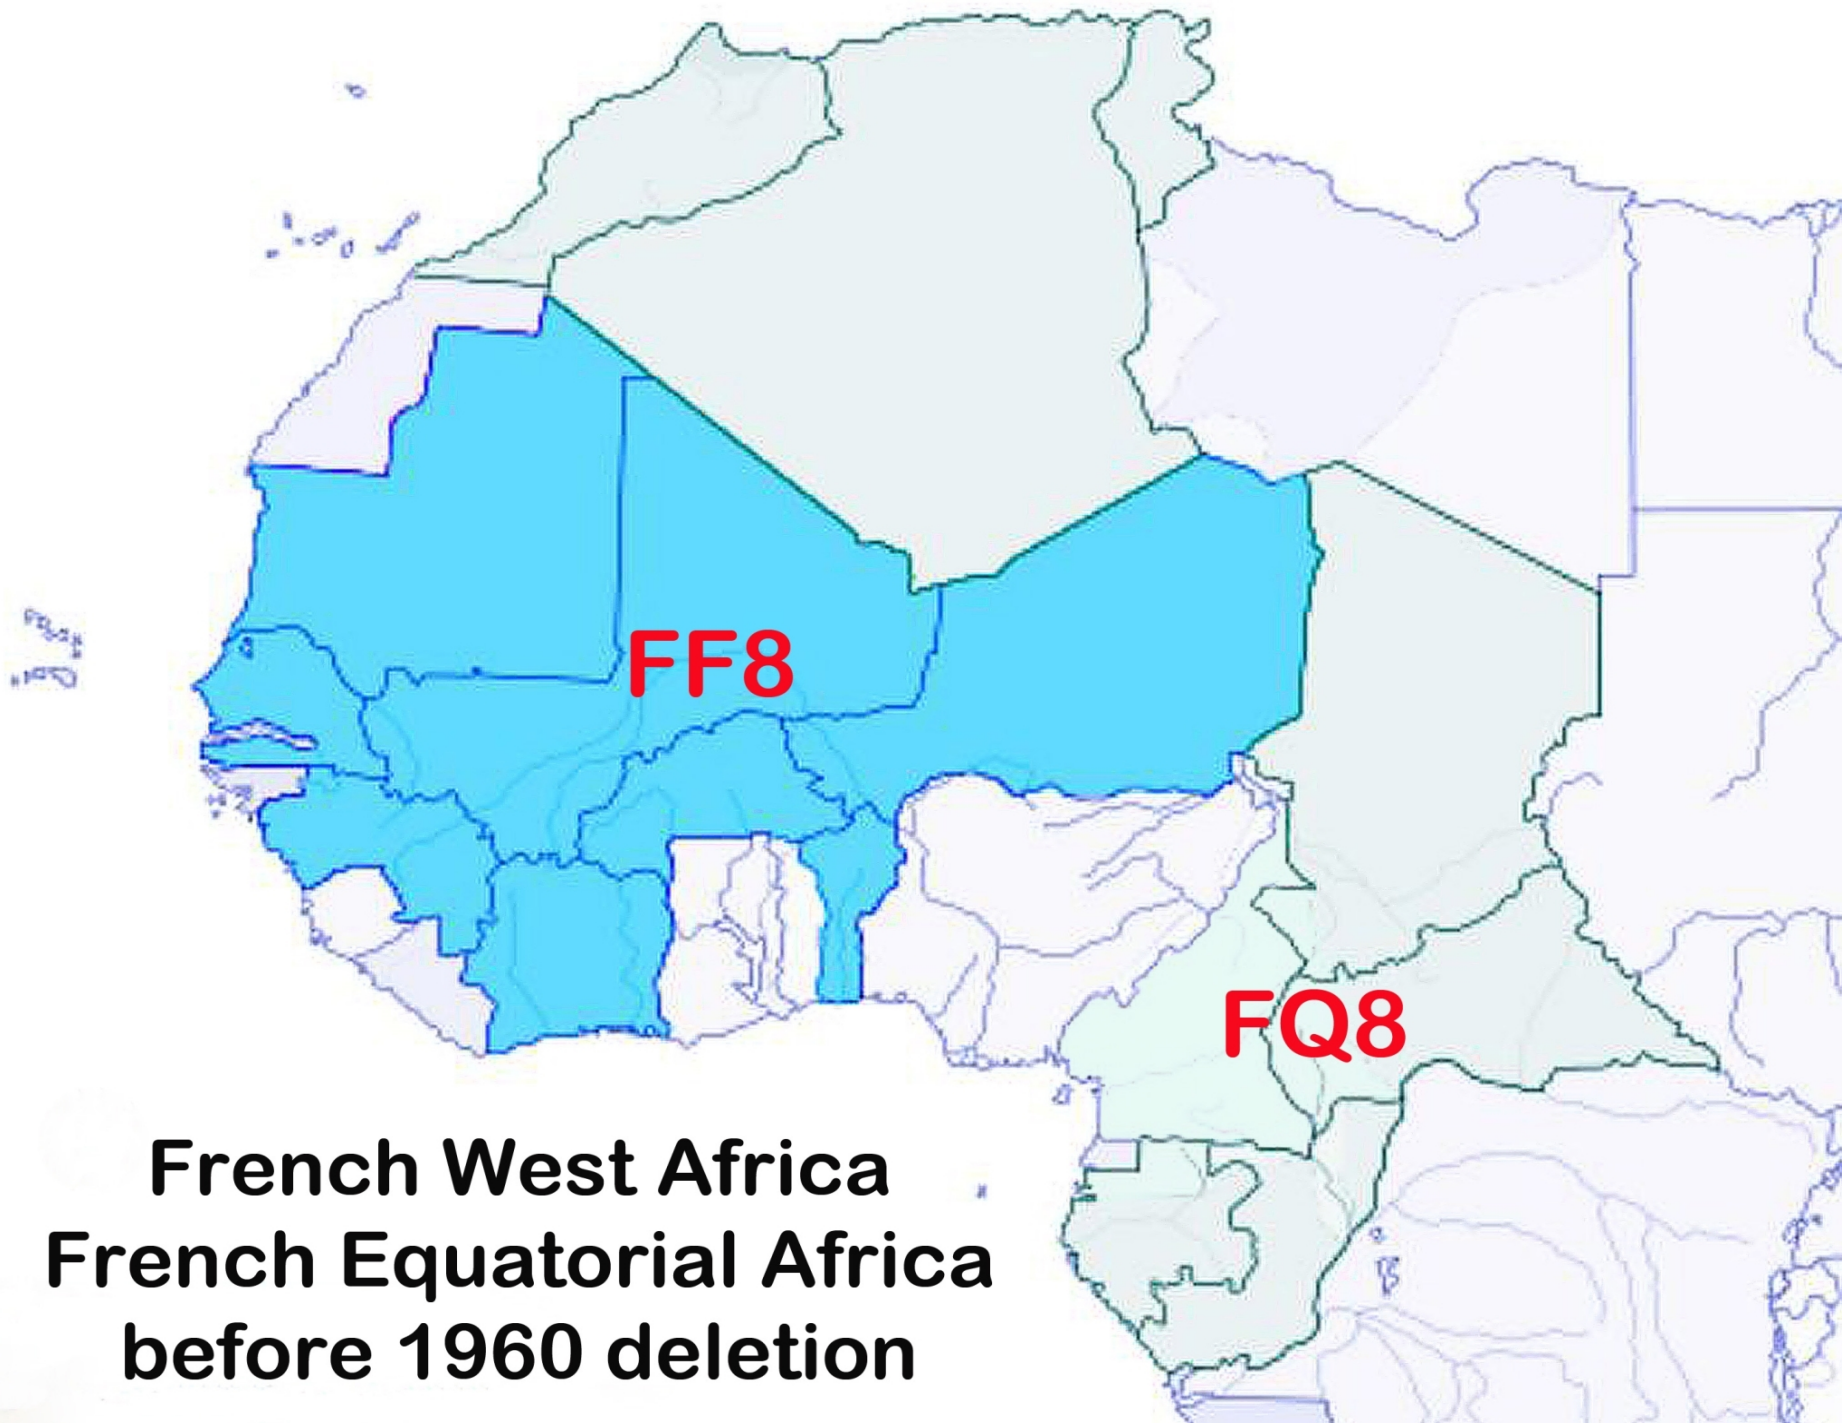 FF8
FQ8
French West Africa
French Equatorial Africa
before 1960 deletion